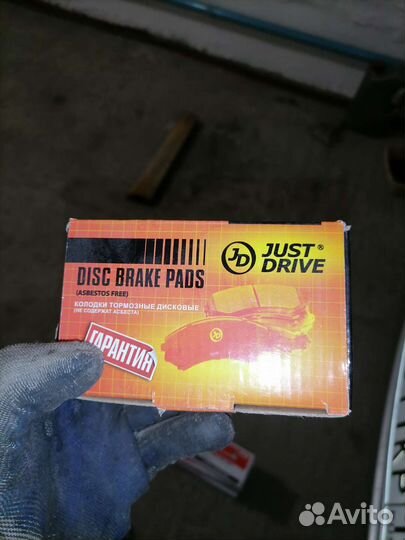 JUST®
DRIVE
JD
DISC BRAKE PADS
(ASBESTOS FREE)
КОЛОДКИ ТОРМОЗНЫЕ ДИСКОВЫЕ
(НЕ СОДЕРЖАТ АСБЕСТА)
ГАРАНТИЯ
JD
Avito